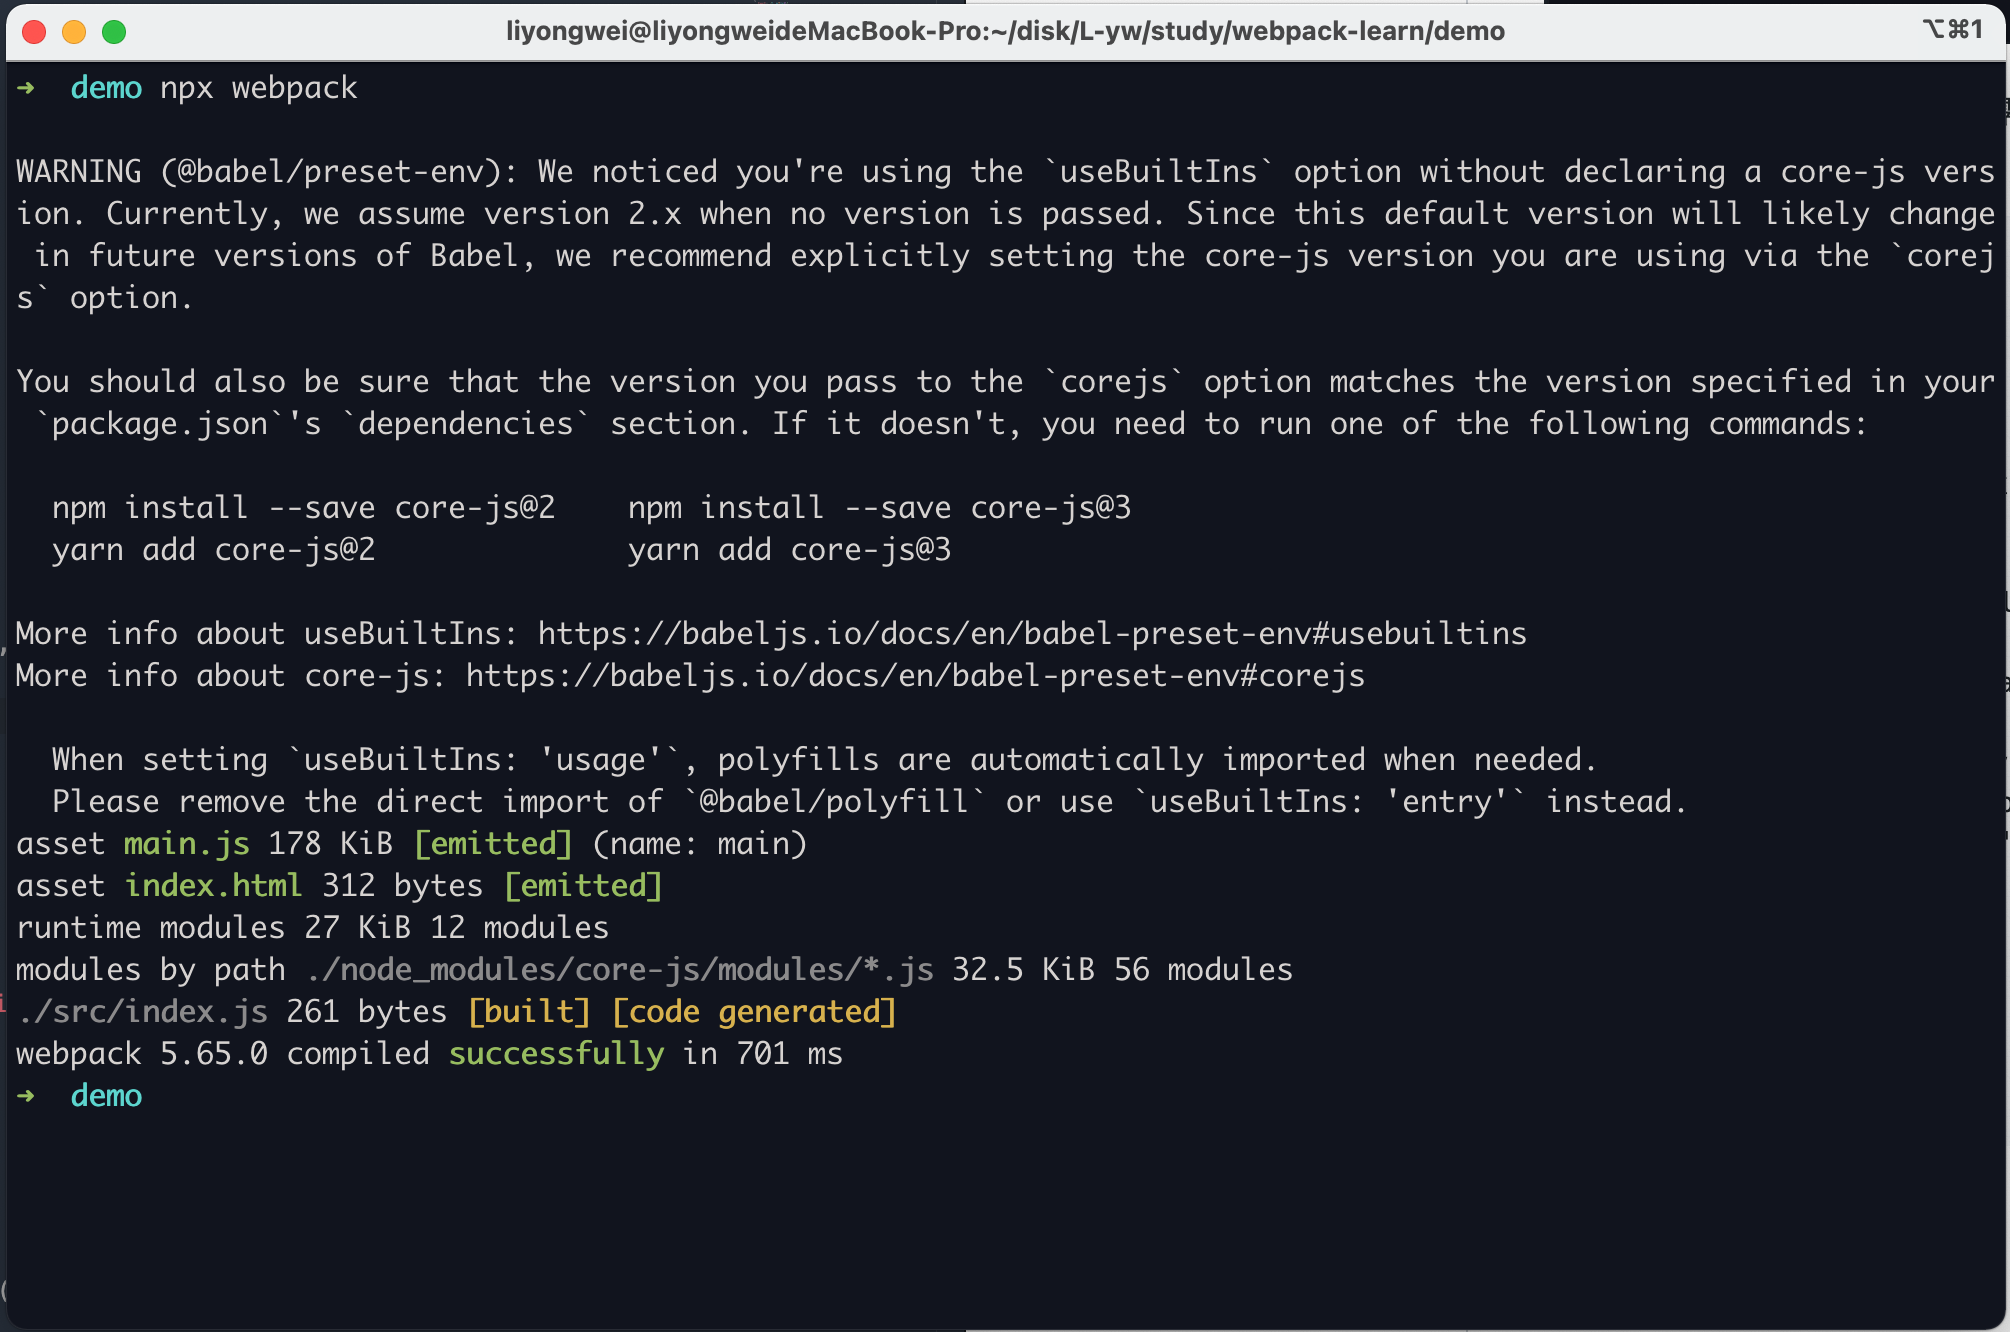 liyongwei@liyongweideMacBook-Pro:~/disk/L-yw/study/webpack-learn/demo
⌥⌘1
➜  demo npx webpack
WARNING (@babel/preset-env): We noticed you're using the `useBuiltIns` option without declaring a core-js vers
ion. Currently, we assume version 2.x when no version is passed. Since this default version will likely change
 in future versions of Babel, we recommend explicitly setting the core-js version you are using via the `corej
s` option.
You should also be sure that the version you pass to the `corejs` option matches the version specified in your
 `package.json`'s `dependencies` section. If it doesn't, you need to run one of the following commands:
  npm install --save core-js@2    npm install --save core-js@3
  yarn add core-js@2              yarn add core-js@3
More info about useBuiltIns: https://babeljs.io/docs/en/babel-preset-env#usebuiltins
More info about core-js: https://babeljs.io/docs/en/babel-preset-env#corejs
  When setting `useBuiltIns: 'usage'`, polyfills are automatically imported when needed.
  Please remove the direct import of `@babel/polyfill` or use `useBuiltIns: 'entry'` instead.
asset main.js 178 KiB [emitted] (name: main)
asset index.html 312 bytes [emitted]
runtime modules 27 KiB 12 modules
modules by path ./node_modules/core-js/modules/*.js 32.5 KiB 56 modules
./src/index.js 261 bytes [built] [code generated]
webpack 5.65.0 compiled successfully in 701 ms
➜  demo